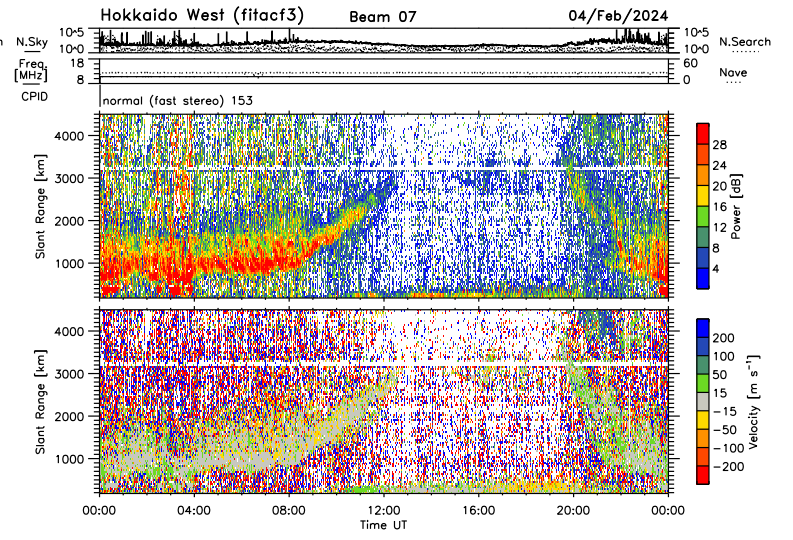 Hokkaido West (fitacf3) Beam 07 04/Feb/2024
N.Sky 10^5 10^0 10^5 10^0 N.Search
Freq. [MHz] 18 8 60 0 Nave
CPID normal (fast stereo) 153
Slant Range [km] 4000 3000 2000 1000
Power [dB] 28 24 20 16 12 8 4
Slant Range [km] 4000 3000 2000 1000
Velocity [m s⁻¹] 200 100 50 15 −15 −50 −100 −200
00:00 04:00 08:00 12:00 16:00 20:00 00:00
Time UT